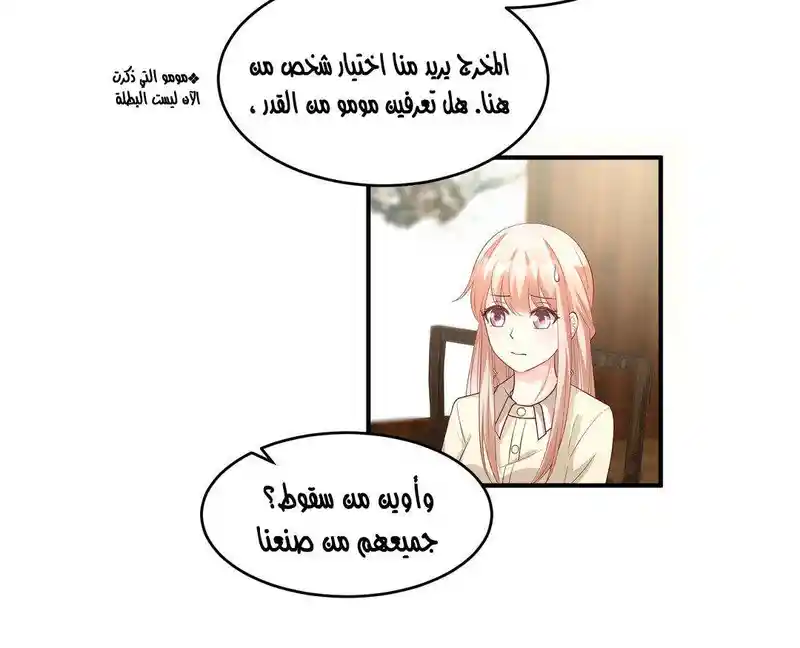 المخرج يريد منا اختيار شخص من
هنا. هل تعرفين مومو من القدر ،
❖مومو التي ذكرت
الآن ليست البطلة
وأوين من سقوط؟
جميعهم من صنعنا